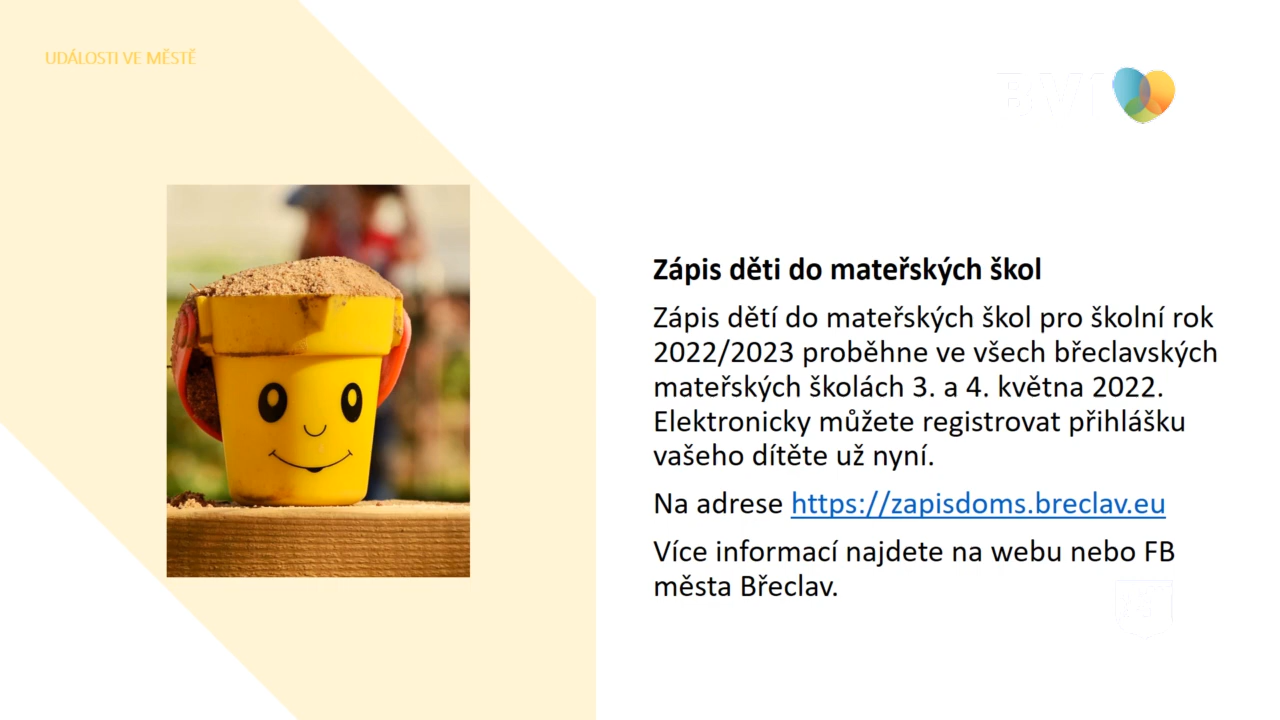 UDÁLOSTI VE MĚSTĚ
Zápis děti do mateřských škol
Zápis dětí do mateřských škol pro školní rok
2022/2023 proběhne ve všech břeclavských
mateřských školách 3. a 4. května 2022.
Elektronicky můžete registrovat přihlášku
vašeho dítěte už nyní.
Na adrese https://zapisdoms.breclav.eu
Více informací najdete na webu nebo FB
města Břeclav.